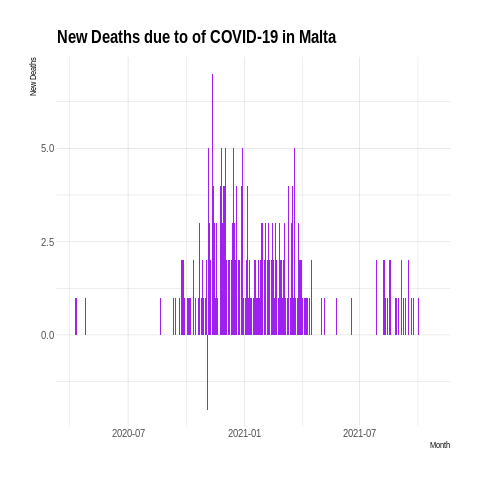 New Deaths due to of COVID-19 in Malta
New Deaths
5.0
2.5
0.0
2020-07 2021-01 2021-07
Month